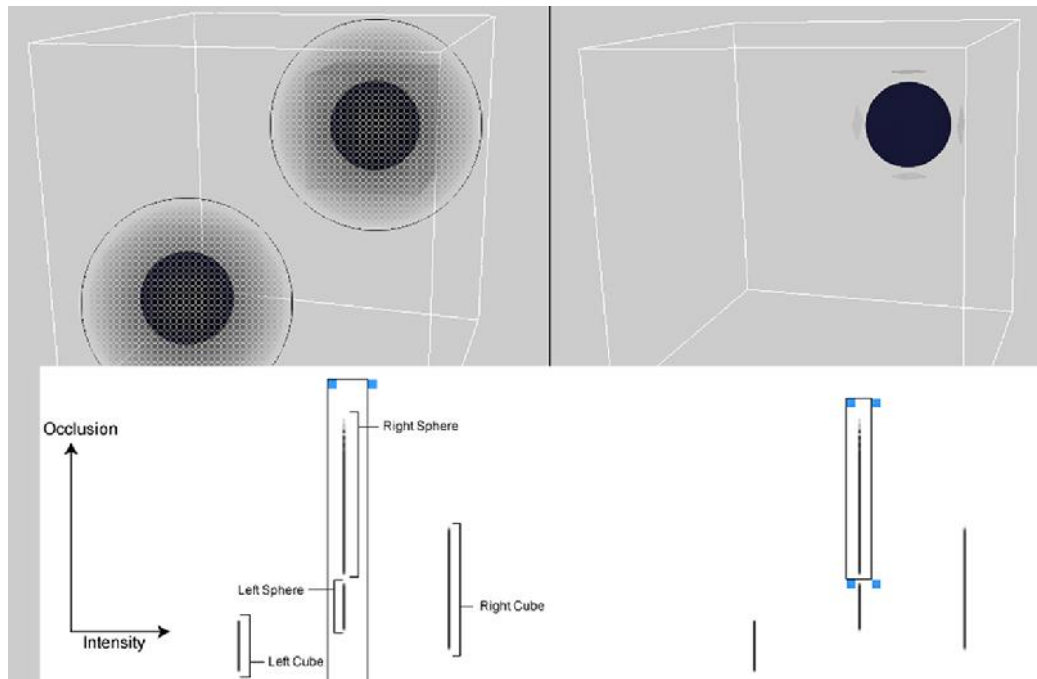 Occlusion
Right Sphere
Left Sphere
Right Cube
Intensity
Left Cube